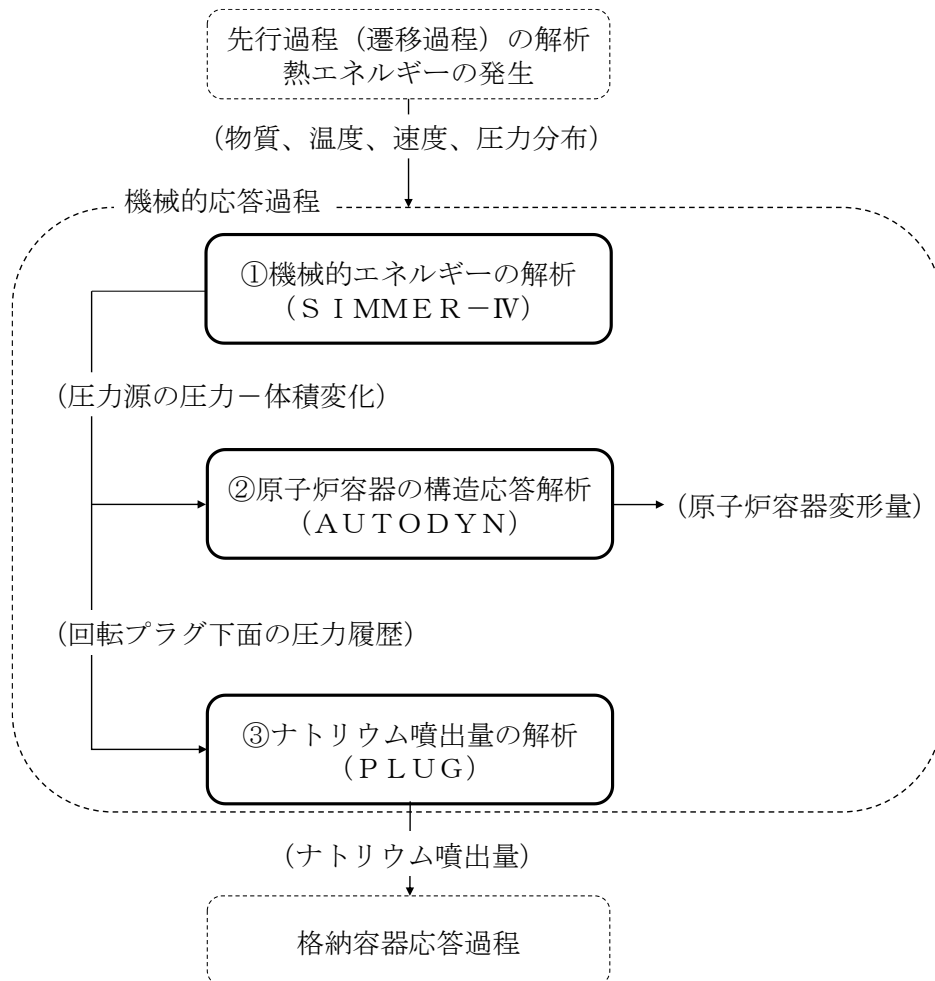 先行過程（遷移過程）の解析
熱エネルギーの発生
（物質、温度、速度、圧力分布）
機械的応答過程
①機械的エネルギーの解析
（ＳＩＭＭＥＲ－Ⅳ）
（圧力源の圧力－体積変化）
②原子炉容器の構造応答解析
（ＡＵＴＯＤＹＮ）
（原子炉容器変形量）
（回転プラグ下面の圧力履歴）
③ナトリウム噴出量の解析
（ＰＬＵＧ）
（ナトリウム噴出量）
格納容器応答過程